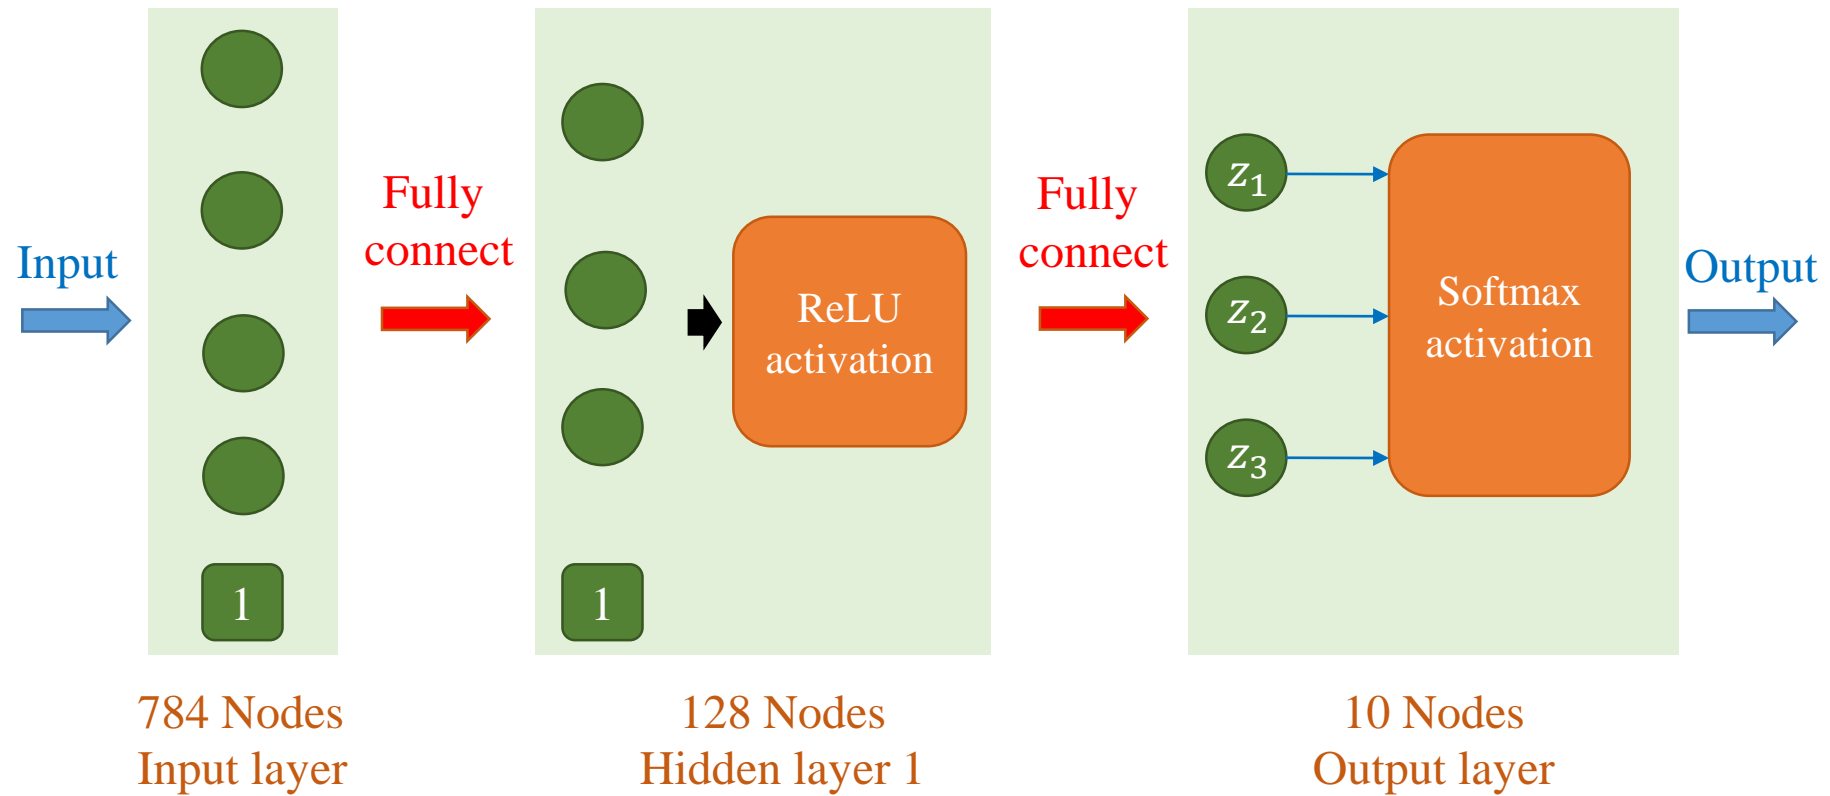 Input
1
784 Nodes
Input layer
Fully
connect
ReLU
activation
1
128 Nodes
Hidden layer 1
Fully
connect
z₁
z₂
z₃
Softmax
activation
10 Nodes
Output layer
Output